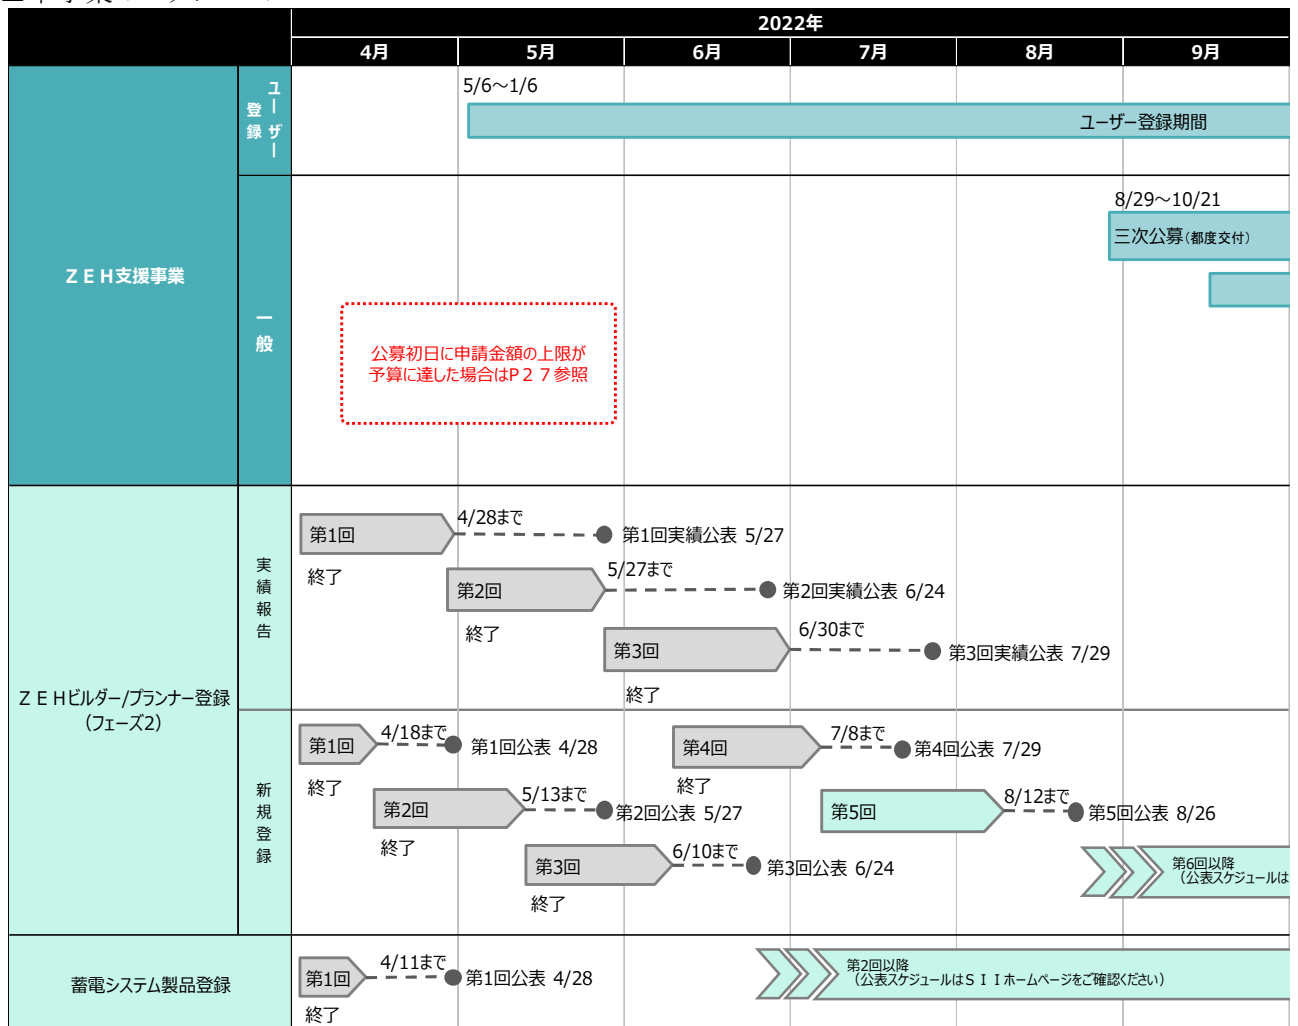 2022年
4月 5月 6月 7月 8月 9月
ＺＥＨ支援事業
ユーザー登録
5/6～1/6
ユーザー登録期間
一般
8/29～10/21
三次公募（都度交付）
公募初日に申請金額の上限が
予算に達した場合はＰ２７参照
ＺＥＨビルダー/プランナー登録
（フェーズ2）
実績報告
第1回
4/28まで
第1回実績公表 5/27
終了
第2回
5/27まで
第2回実績公表 6/24
終了
第3回
6/30まで
第3回実績公表 7/29
終了
新規登録
第1回
4/18まで
第1回公表 4/28
終了
第2回
5/13まで
第2回公表 5/27
終了
第3回
6/10まで
第3回公表 6/24
終了
第4回
7/8まで
第4回公表 7/29
終了
第5回
8/12まで
第5回公表 8/26
第6回以降
（公表スケジュールは
蓄電システム製品登録
第1回
4/11まで
第1回公表 4/28
終了
第2回以降
（公表スケジュールはＳＩＩホームページをご確認ください）